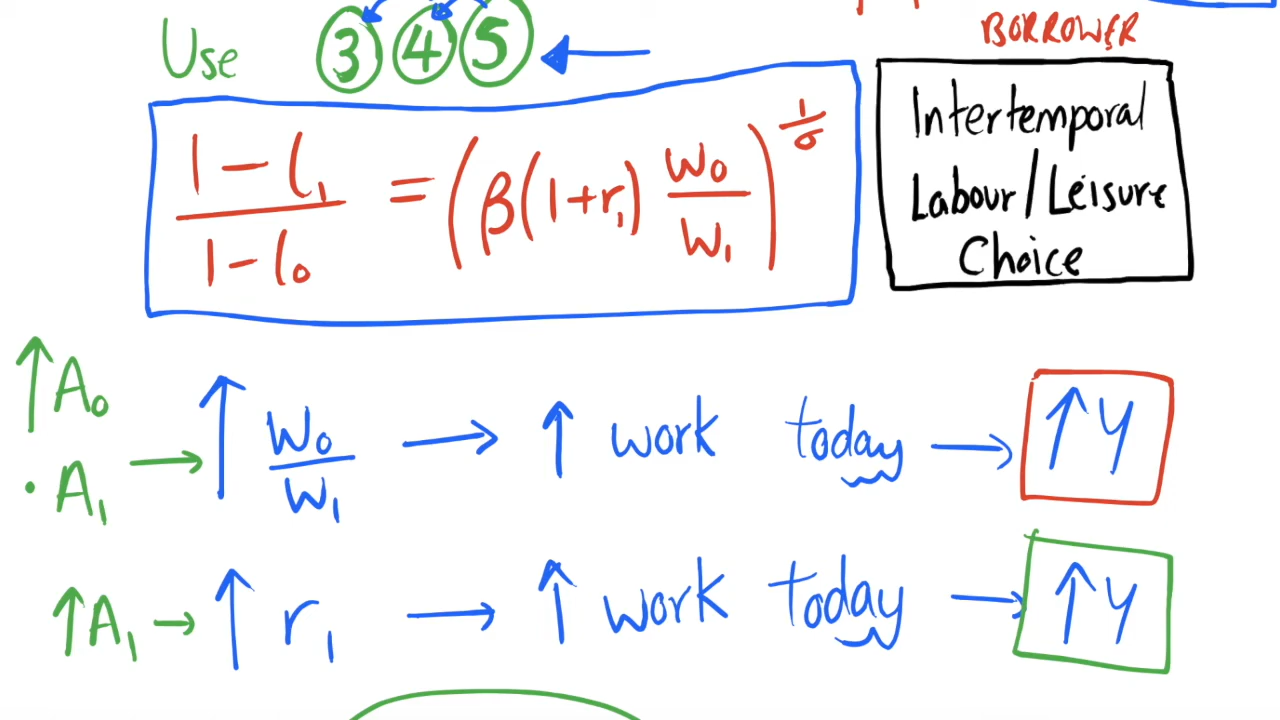 BORROWER
Use ③ ④ ⑤ ←
(1 - l₁) / (1 - l₀) = (β(1 + r₁) w₀/w₁)^(1/σ)
Intertemporal
Labour/Leisure
Choice
↑A₀
· A₁ → ↑ w₀/w₁ → ↑ work today → ↑Y
↑A₁ → ↑ r₁ → ↑ work today → ↑Y